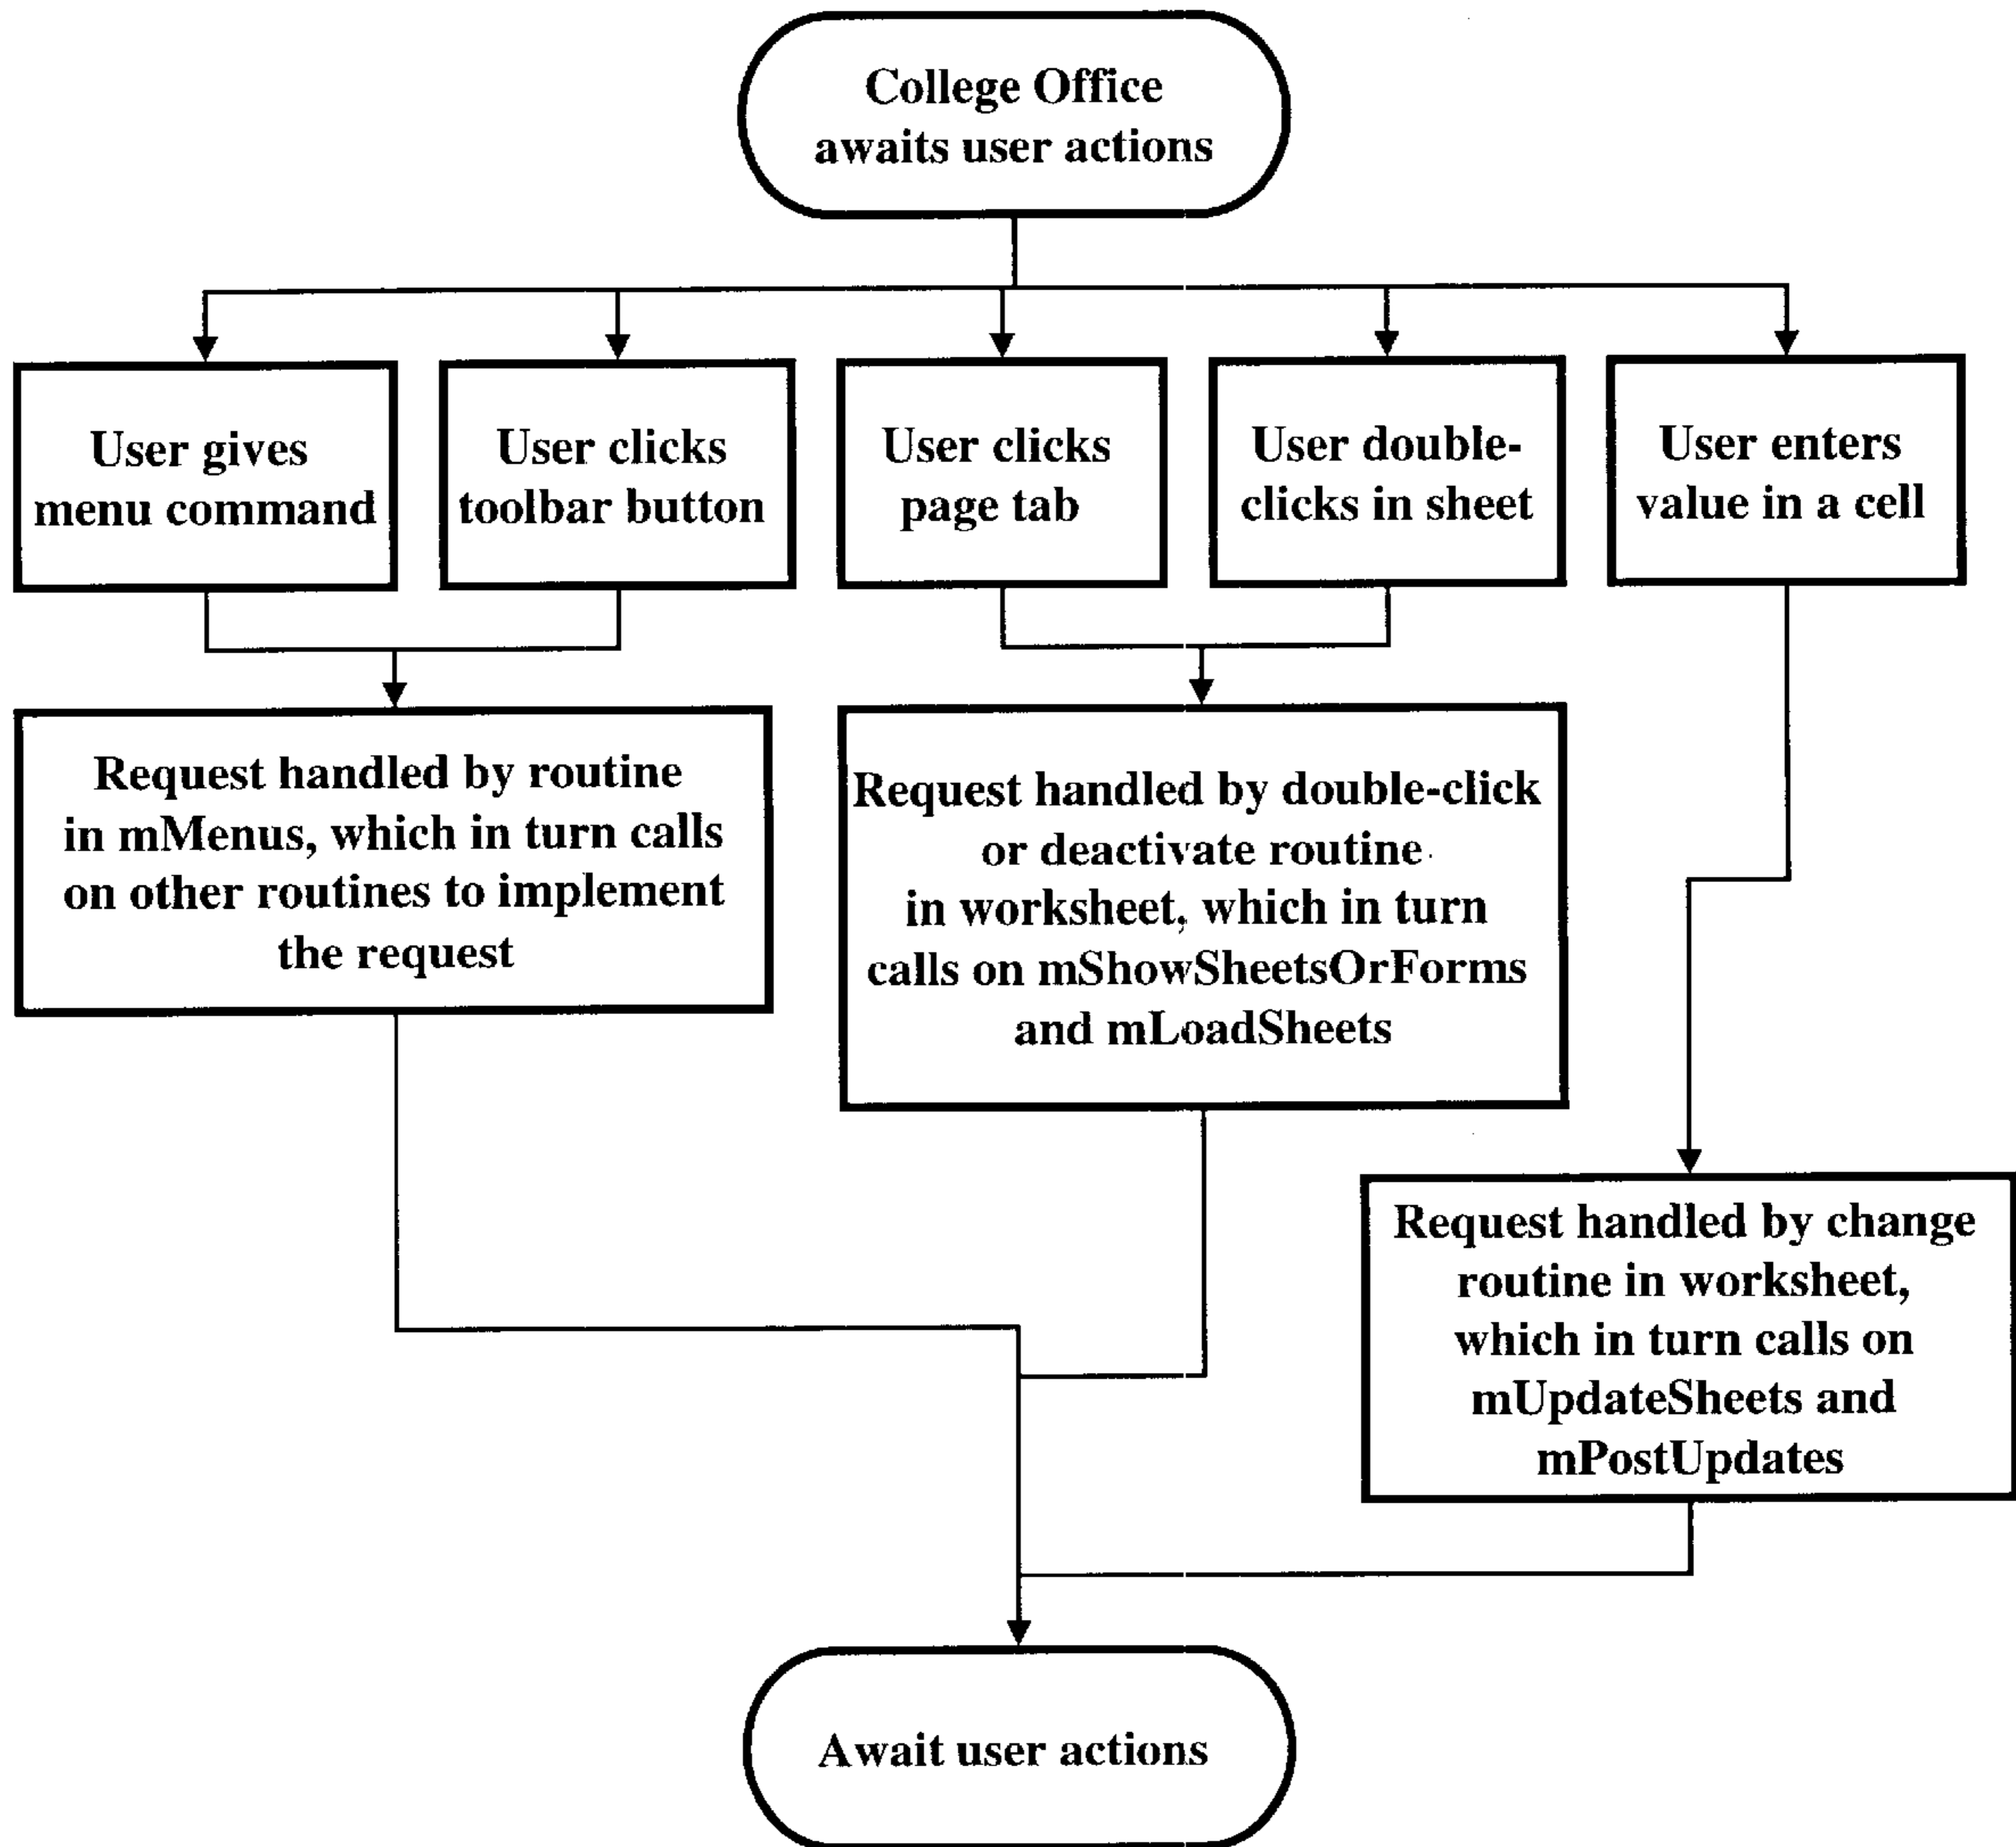 College Office
awaits user actions
User gives
menu command
User clicks
toolbar button
User clicks
page tab
User double-
clicks in sheet
User enters
value in a cell
Request handled by routine
in mMenus, which in turn calls
on other routines to implement
the request
Request handled by double-click
or deactivate routine
in worksheet, which in turn
calls on mShowSheetsOrForms
and mLoadSheets
Request handled by change
routine in worksheet,
which in turn calls on
mUpdateSheets and
mPostUpdates
Await user actions